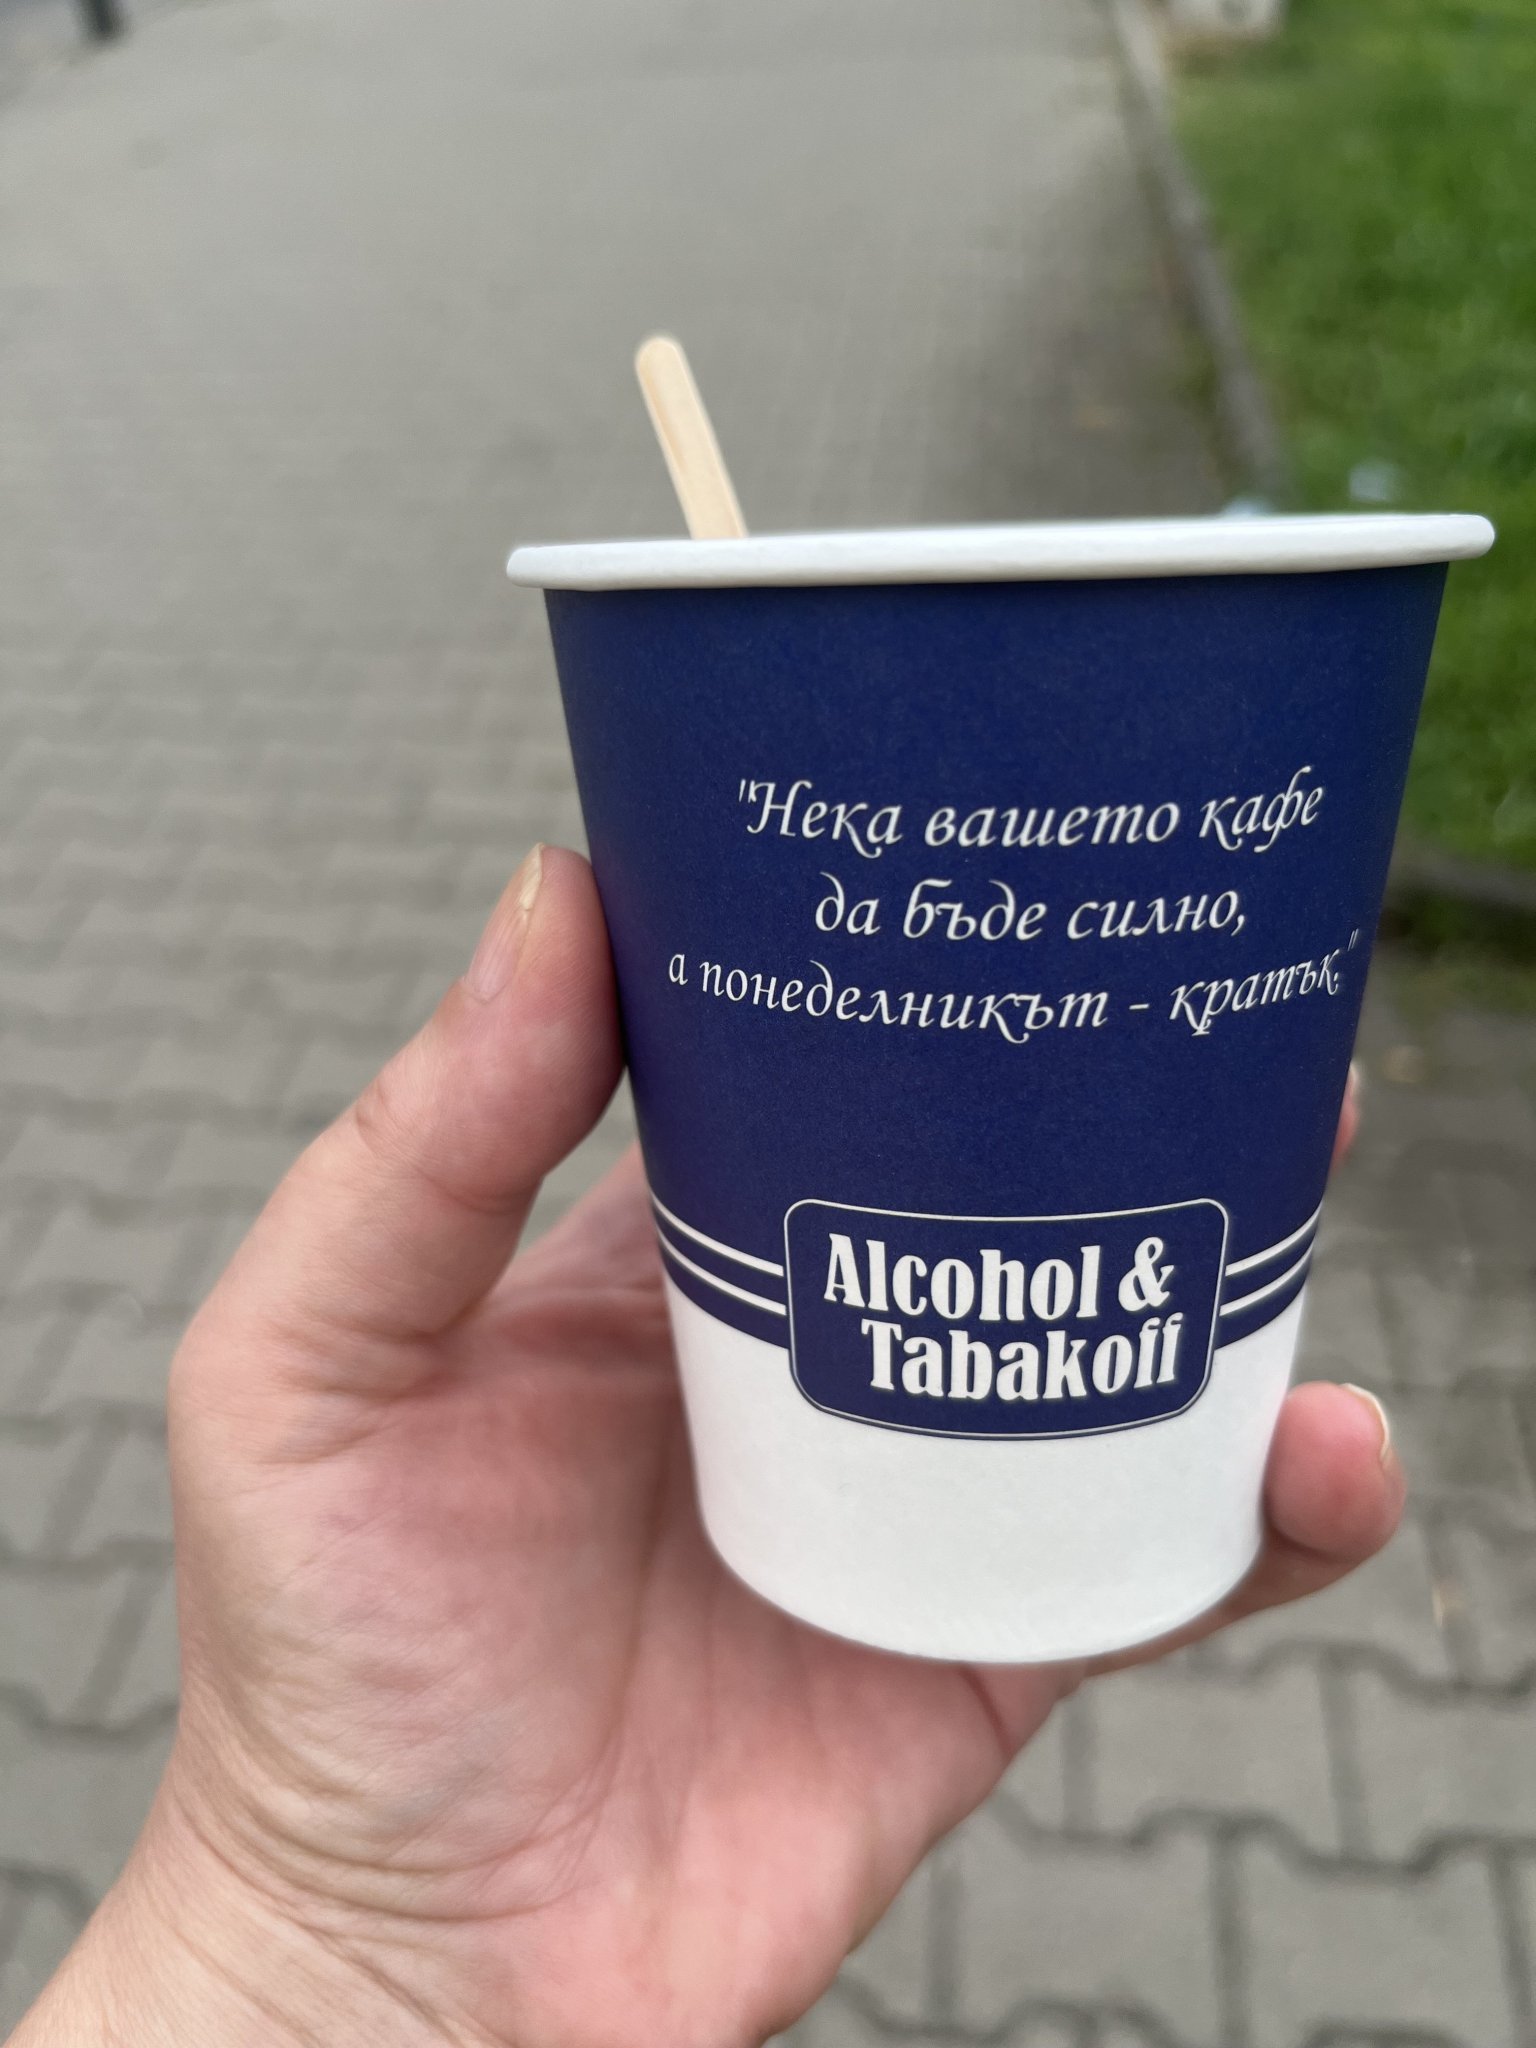 "Нека вашето кафе
да бъде силно,
а понеделникът - кратък."
Alcohol &
Tabakoff